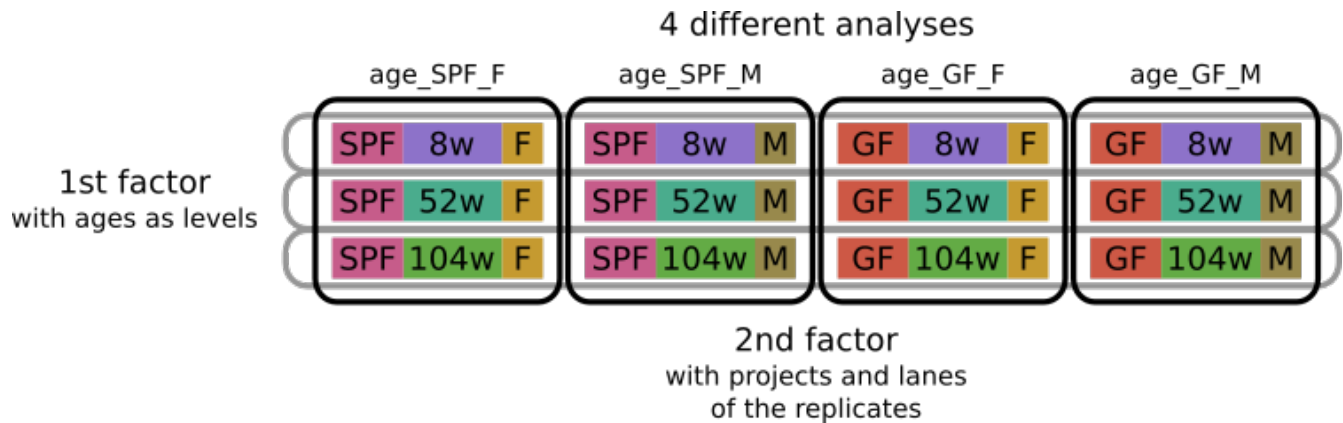 4 different analyses
age_SPF_F age_SPF_M age_GF_F age_GF_M
SPF 8w F SPF 8w M GF 8w F GF 8w M
1st factor
with ages as levels
SPF 52w F SPF 52w M GF 52w F GF 52w M
SPF 104w F SPF 104w M GF 104w F GF 104w M
2nd factor
with projects and lanes
of the replicates